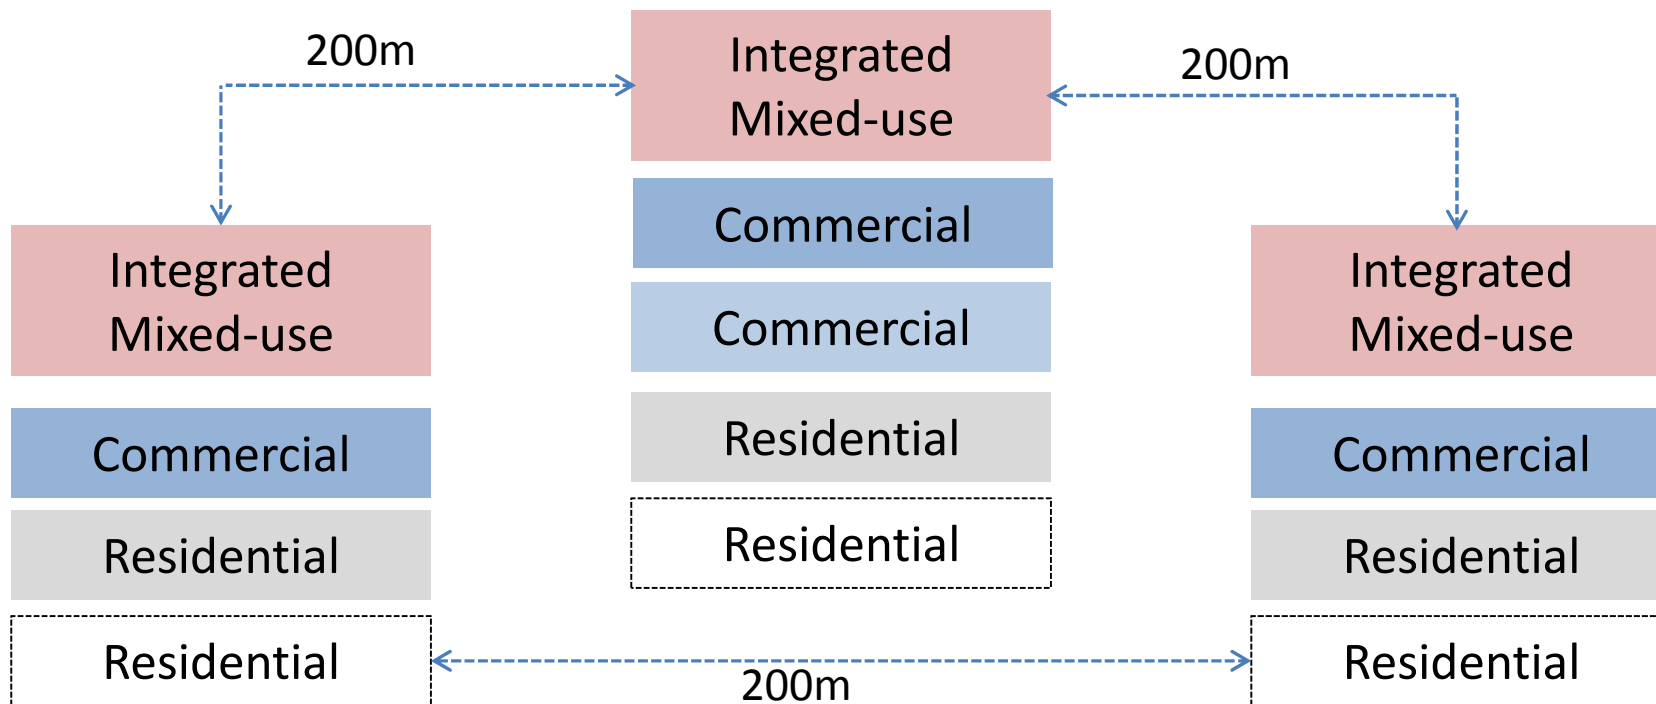 200m
Integrated
Mixed-use
200m
Commercial
Commercial
Residential
Residential
Integrated
Mixed-use
Commercial
Residential
Residential
Integrated
Mixed-use
Commercial
Residential
Residential
200m